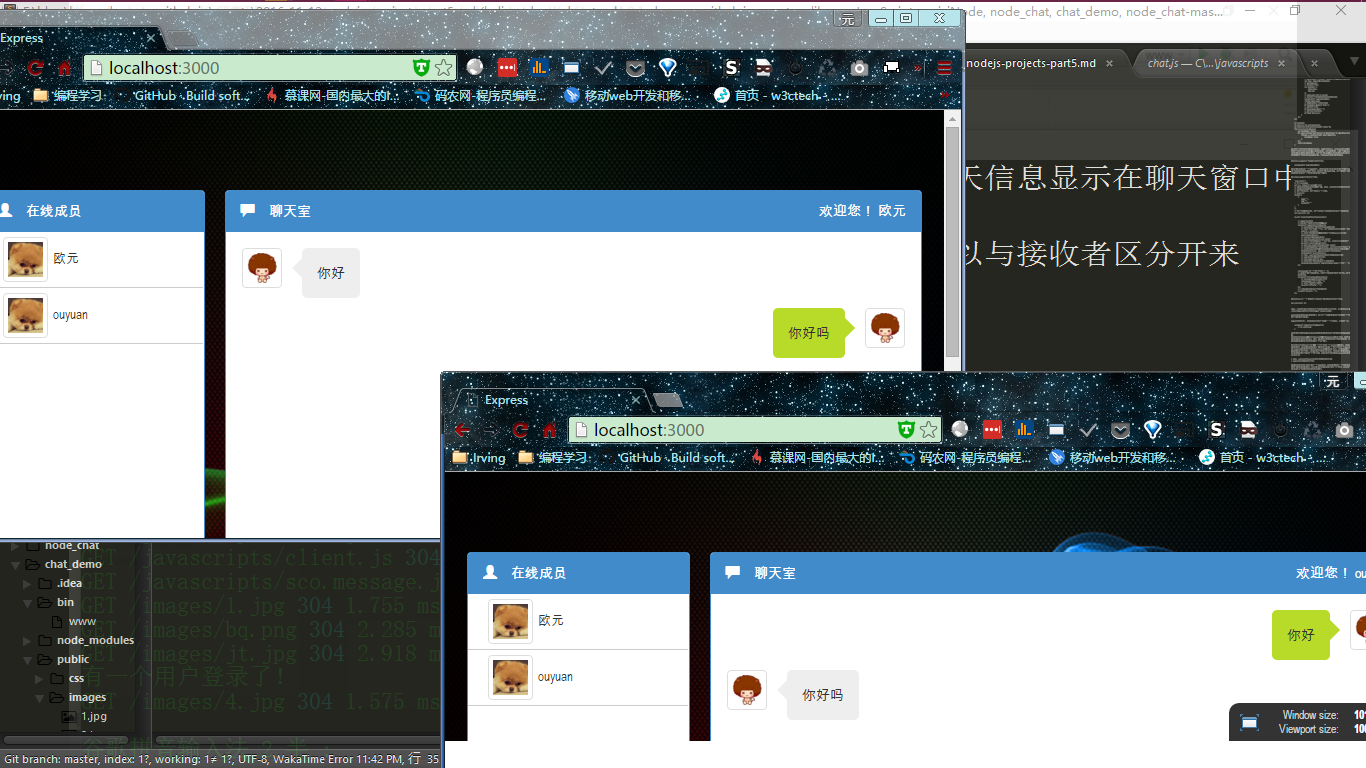 Node, node_chat, chat_demo, node_chat-mas...
元
Express
localhost:3000
ving 编程学习 GitHub · Build soft... 慕课网-国内最大的I... 码农网-程序员编程... 移动web开发和移... 首页 - w3ctech - ...
nodejs-projects-part5.md
chat.js — C\...\javascripts
天信息显示在聊天窗口中
以与接收者区分开来
在线成员
欧元
ouyuan
聊天室
欢迎您！ 欧元
你好
你好吗
元
Express
localhost:3000
Irving 编程学习 GitHub · Build soft... 慕课网-国内最大的I... 码农网-程序员编程... 移动web开发和移... 首页 - w3ctech - ...
在线成员
欧元
ouyuan
聊天室
欢迎您！ ou
你好
你好吗
node_chat
chat_demo
.idea
bin
www
node_modules
public
css
images
1.jpg
GET /javascripts/client.js 304
GET /javascripts/sco.message.j
GET /images/1.jpg 304 1.755 ms
GET /images/bq.png 304 2.285 m
GET /images/jt.jpg 304 2.918 m
有一个用户登录了！
GET /images/4.jpg 304 1.575 ms
谷歌拼音输入法 2 半 :
Window size:
Viewport size:
Git branch: master, index: 1?, working: 1≠ 1?, UTF-8, WakaTime Error 11:42 PM, 行 35